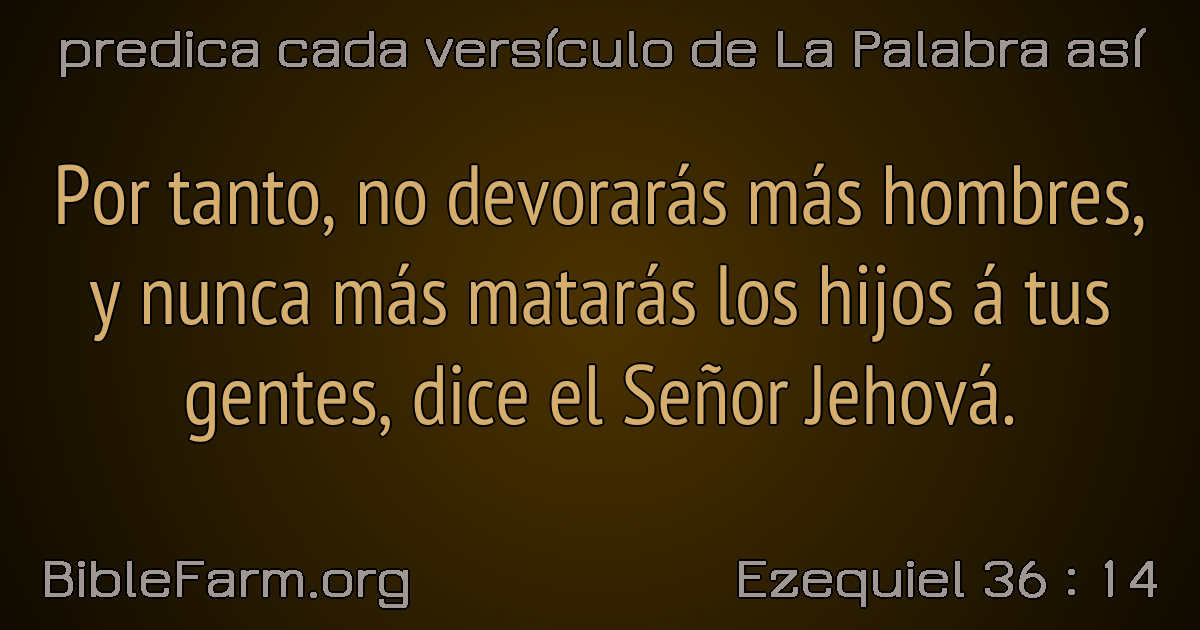 predica cada versículo de La Palabra así
Por tanto, no devorarás más hombres,
y nunca más matarás los hijos á tus
gentes, dice el Señor Jehová.
BibleFarm.org
Ezequiel 36 : 14